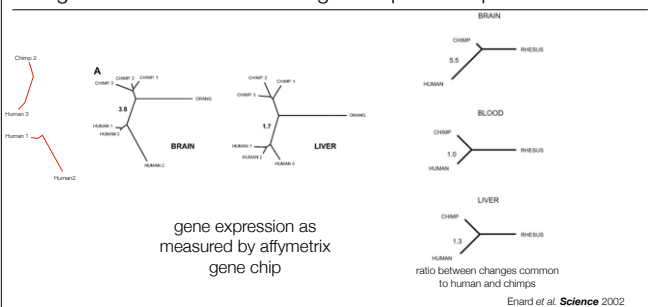 Chimp 2
Human 3
Human 1
Human2
A
CHIMP. 3
CHIMP. 2
CHIMP. 1
3.8
ORANG.
HUMAN 1
HUMAN 3
HUMAN 2
BRAIN
CHIMP. 2
CHIMP. 1
CHIMP. 3
1.7
ORANG.
HUMAN 1
HUMAN 2
HUMAN 3
LIVER
gene expression as
measured by affymetrix
gene chip
BRAIN
CHIMP
RHESUS
5.5
HUMAN
BLOOD
CHIMP
1.0
RHESUS
HUMAN
LIVER
CHIMP
1.3
RHESUS
HUMAN
ratio between changes common
to human and chimps
Enard et al. Science 2002